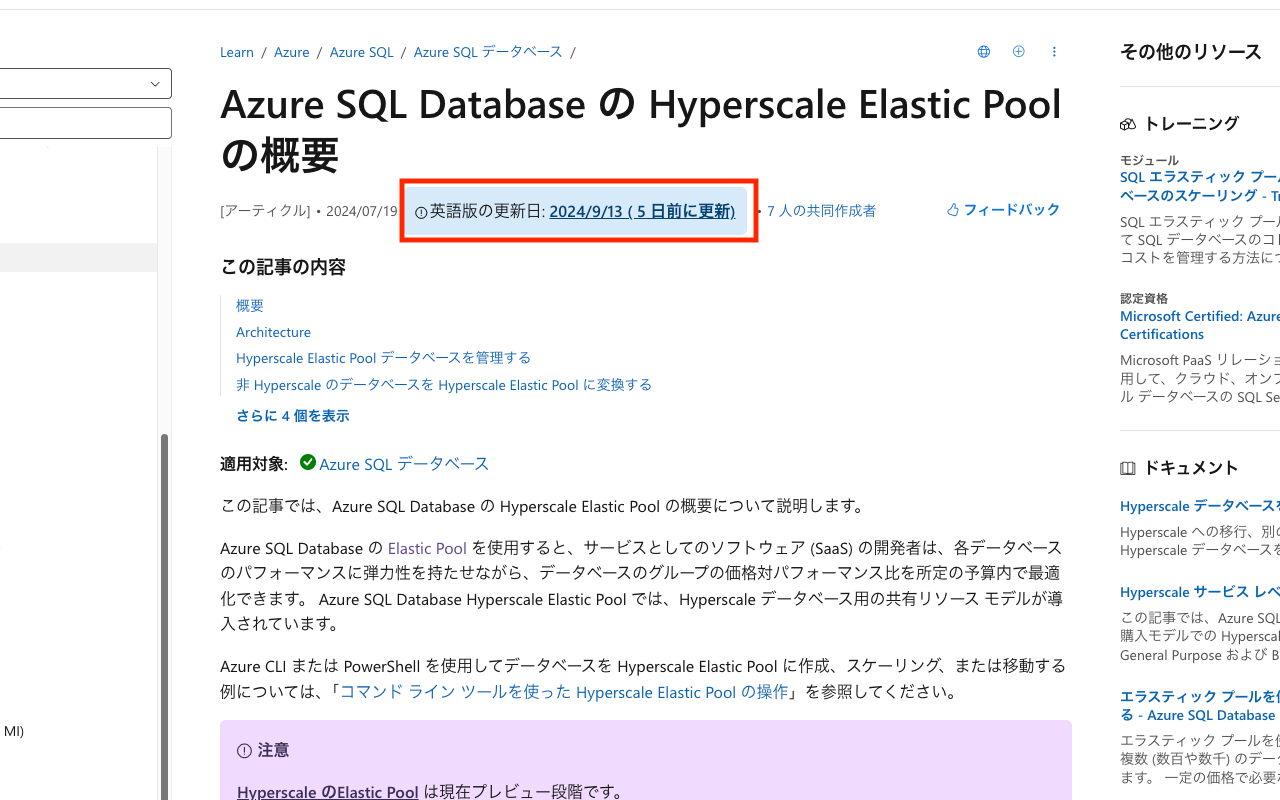 Learn / Azure / Azure SQL / Azure SQL データベース /
Azure SQL Database の Hyperscale Elastic Pool
の概要
[アーティクル] • 2024/07/19
英語版の更新日: 2024/9/13 ( 5 日前に更新)
• 7 人の共同作成者
フィードバック
この記事の内容
概要
Architecture
Hyperscale Elastic Pool データベースを管理する
非 Hyperscale のデータベースを Hyperscale Elastic Pool に変換する
さらに 4 個を表示
適用対象: Azure SQL データベース
この記事では、Azure SQL Database の Hyperscale Elastic Pool の概要について説明します。
Azure SQL Database の Elastic Pool を使用すると、サービスとしてのソフトウェア (SaaS) の開発者は、各データベース
のパフォーマンスに弾力性を持たせながら、データベースのグループの価格対パフォーマンス比を所定の予算内で最適
化できます。 Azure SQL Database Hyperscale Elastic Pool では、Hyperscale データベース用の共有リソース モデルが導
入されています。
Azure CLI または PowerShell を使用してデータベースを Hyperscale Elastic Pool に作成、スケーリング、または移動する
例については、「コマンド ライン ツールを使った Hyperscale Elastic Pool の操作」を参照してください。
注意
Hyperscale のElastic Pool は現在プレビュー段階です。
MI)
その他のリソース
トレーニング
モジュール
SQL エラスティック プー
ベースのスケーリング - Tr
SQL エラスティック プー
て SQL データベースのコ
コストを管理する方法につ
認定資格
Microsoft Certified: Azure
Certifications
Microsoft PaaS リレーショ
用して、クラウド、オンプ
ル データベースの SQL Se
ドキュメント
Hyperscale データベースを
Hyperscale への移行、別の
Hyperscale データベースを
Hyperscale サービス レベ
この記事では、Azure SQL
購入モデルでの Hyperscal
General Purpose および B
エラスティック プールを使
る - Azure SQL Database
エラスティック プールを使
複数 (数百や数千) のデー
ます。 一定の価格で必要な